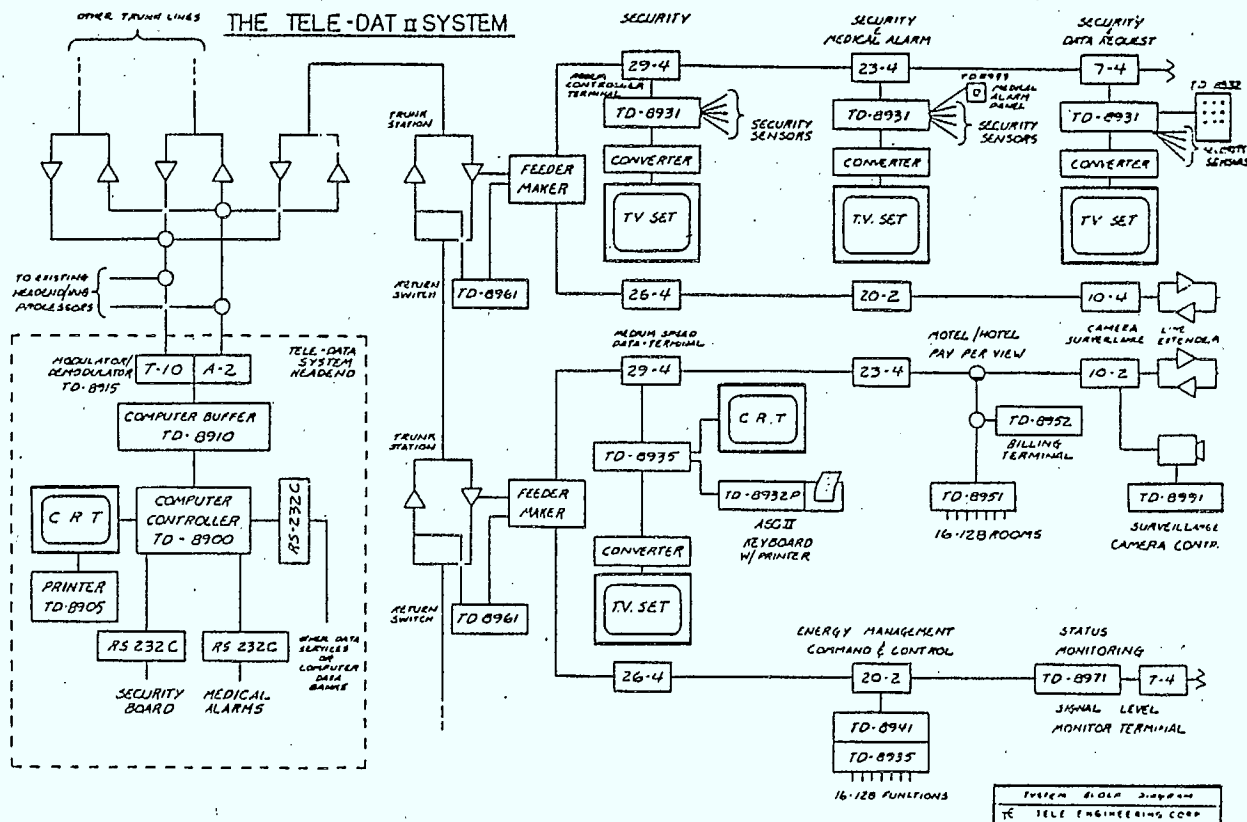 OTHER TRUNK LINES
THE TELE-DAT II SYSTEM
SECURITY
SECURITY
&
MEDICAL ALARM
SECURITY
&
DATA REQUEST
29-4
23-4
7-4
CONTROLLER
TERMINAL
TD-8931
SECURITY
SENSORS
MEDICAL
ALARM
PANEL
TD-8931
SECURITY
SENSORS
TD-8931
SENSORS
TRUNK
STATION
FEEDER
MAKER
CONVERTER
CONVERTER
CONVERTER
TV SET
T.V. SET
TV SET
TO EXISTING
HEADEND/HUB
PROCESSORS
RETURN
SWITCH
TD-8961
26-4
20-2
10-4
CAMERA
SURVEILLANCE
LINE
EXTENDER
MODULATOR/
DEMODULATOR
TD-8915
T-10
A-2
TELE-DATA
SYSTEM
HEADEND
MEDIUM SPEED
DATA-TERMINAL
MOTEL/HOTEL
PAY PER VIEW
29-4
23-4
10-2
COMPUTER BUFFER
TD-8910
TRUNK
STATION
FEEDER
MAKER
TD-8935
C.R.T
TD-8932P
ASCII
KEYBOARD
W/PRINTER
TD-8952
BILLING
TERMINAL
TD-8951
16-128 ROOMS
TD-8991
SURVEILLANCE
CAMERA CONTR.
C R T
COMPUTER
CONTROLLER
TD-8900
RS-232C
PRINTER
TD-8905
CONVERTER
T.V. SET
RETURN
SWITCH
TD 8961
RS 232C
RS 232C
OTHER DATA
SERVICES
OR
COMPUTER
DATA
BANKS
SECURITY
BOARD
MEDICAL
ALARMS
ENERGY MANAGEMENT
COMMAND & CONTROL
STATUS
MONITORING
26-4
20-2
TD-8971
7-4
SIGNAL LEVEL
MONITOR TERMINAL
TD-8941
TD-8935
16-128 FUNCTIONS
SYSTEM BLOCK DIAGRAM
TELE ENGINEERING CORP